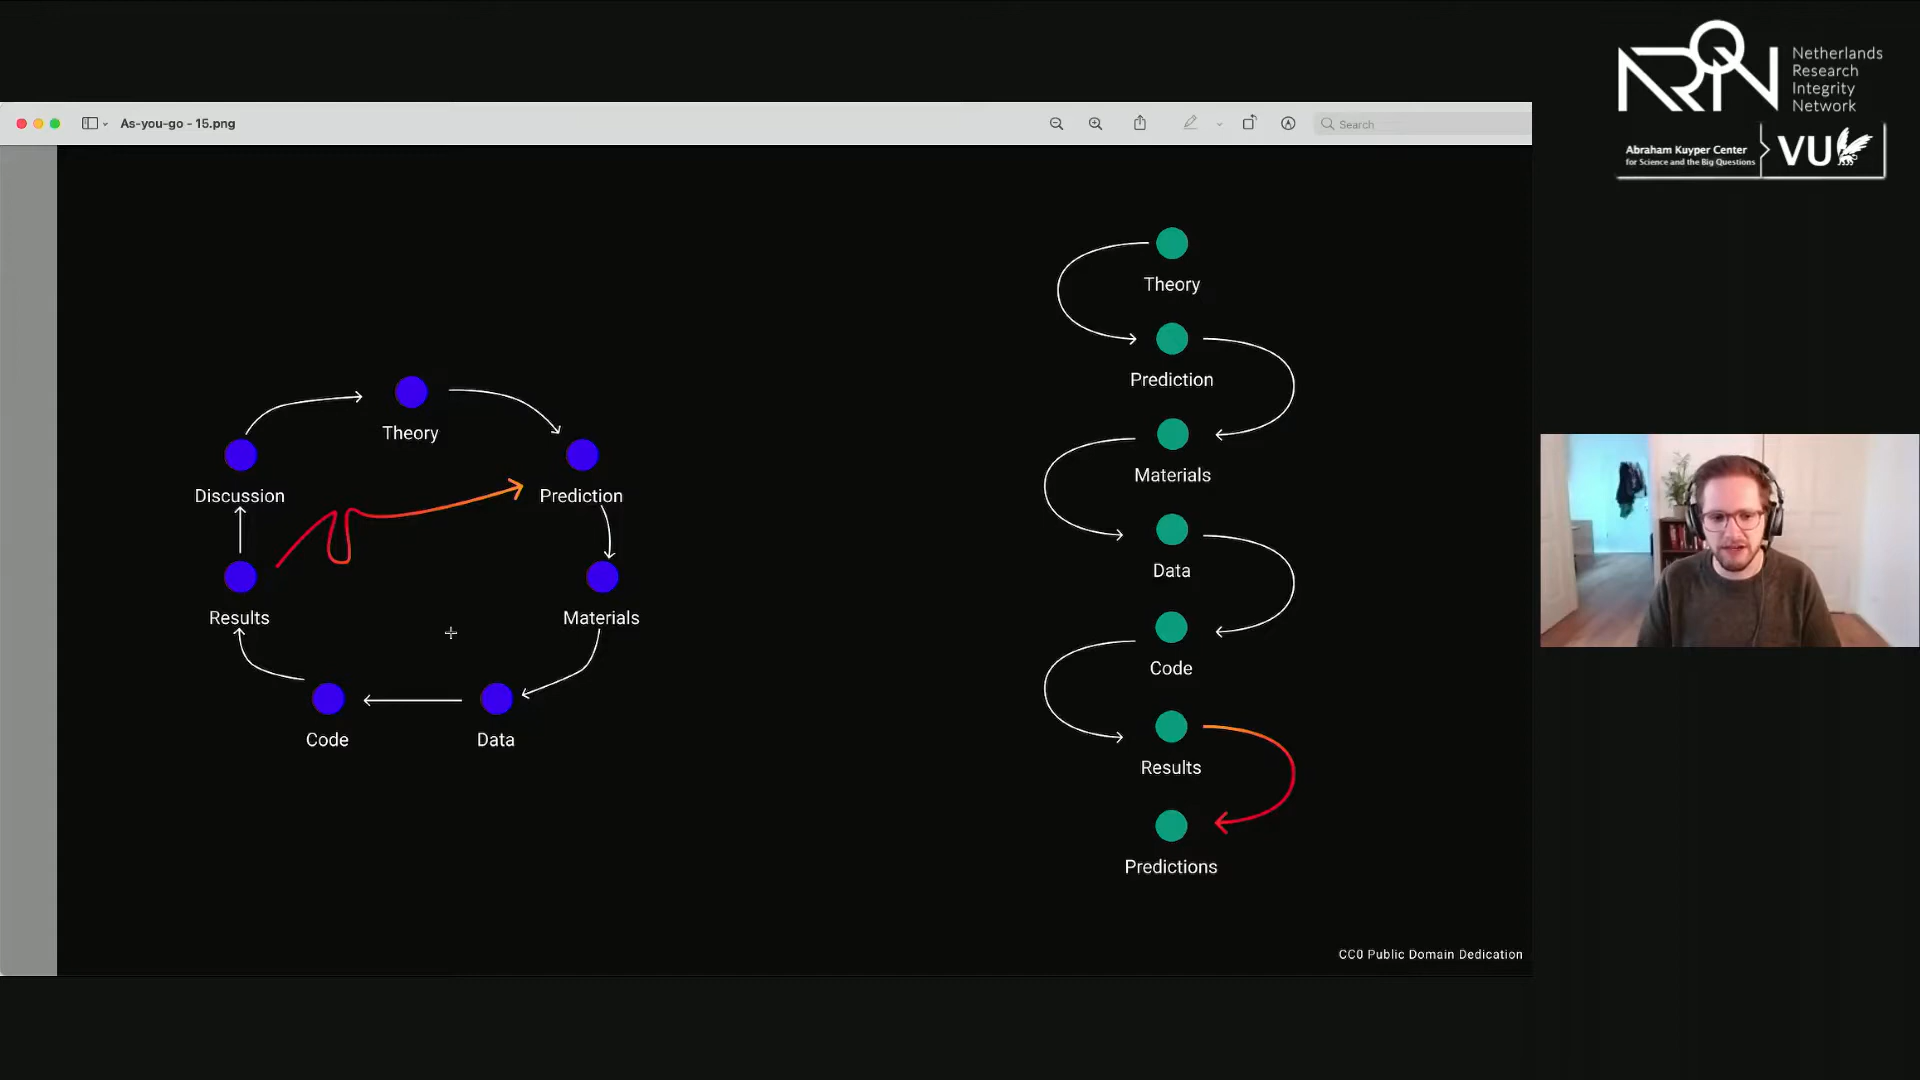 NRIN
Netherlands
Research
Integrity
Network
Abraham Kuyper Center
for Science and the Big Questions
VU
As-you-go - 15.png
Search
Theory
Prediction
Materials
Data
Code
Results
Discussion
Theory
Prediction
Materials
Data
Code
Results
Predictions
CC0 Public Domain Dedication